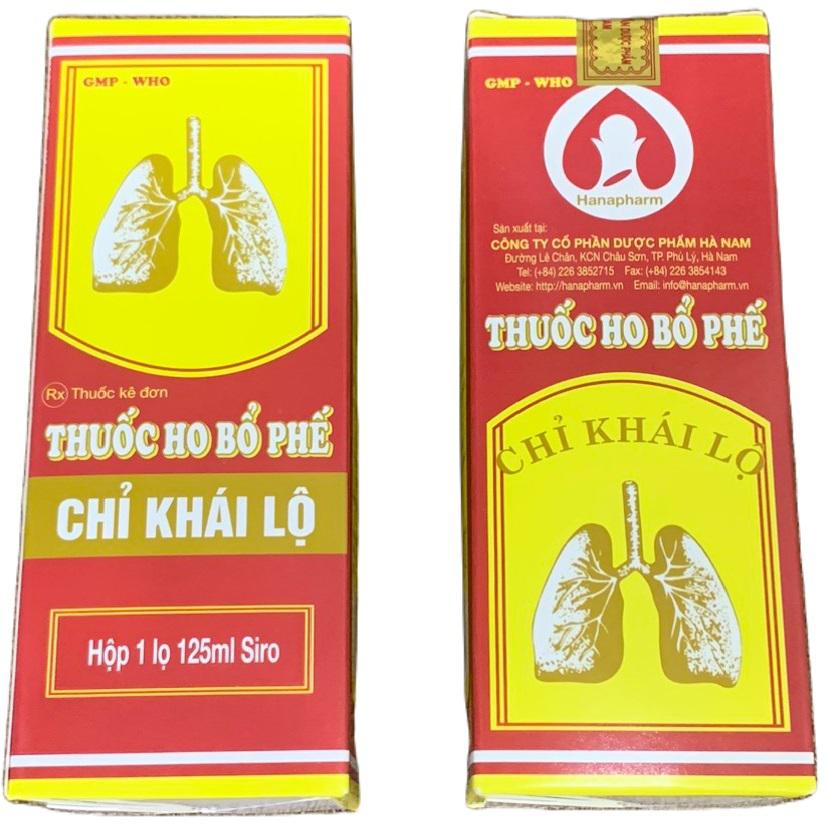 GMP - WHO
Rx Thuốc kê đơn
THUỐC HO BỔ PHẾ
CHỈ KHÁI LỘ
Hộp 1 lọ 125ml Siro
GMP - WHO
DƯỢC PHẨM
NAM
Hanapharm
Sản xuất tại:
CÔNG TY CỔ PHẦN DƯỢC PHẨM HÀ NAM
Đường Lê Chân, KCN Châu Sơn, TP. Phủ Lý, Hà Nam
Tel: (+84) 226 3852715 Fax: (+84) 226 3854143
Website: http://hanapharm.vn Email: info@hanapharm.vn
THUỐC HO BỔ PHẾ
CHỈ KHÁI LỘ